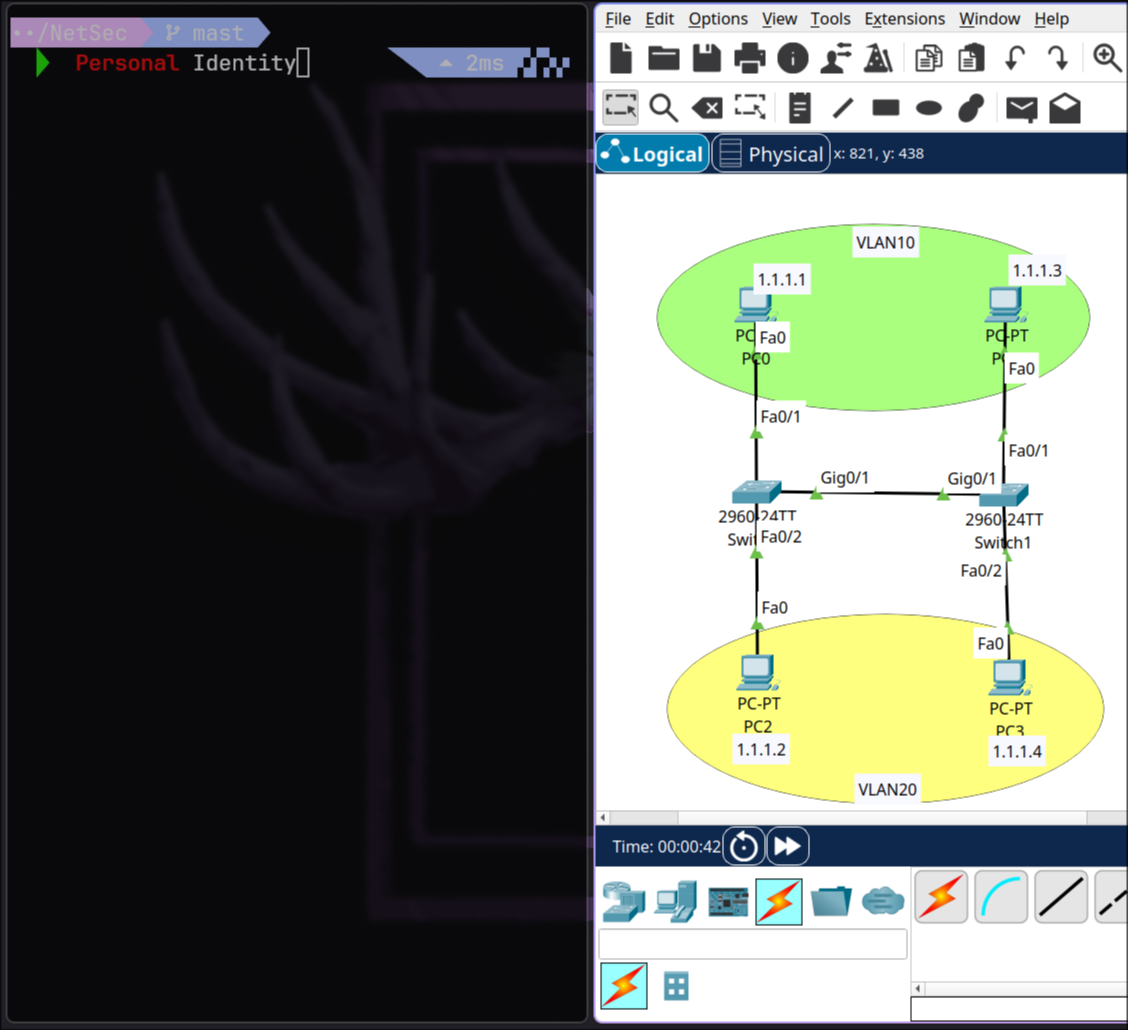 ../NetSec mast
Personal Identity
2ms
File Edit Options View Tools Extensions Window Help
Logical Physical x: 821, y: 438
VLAN10
1.1.1.1
1.1.1.3
PC-PT
Fa0
PC0
Fa0
Fa0/1
Fa0/1
Gig0/1
Gig0/1
2960-24TT
2960-24TT
Switch1
Fa0/2
Fa0/2
Fa0
Fa0
PC-PT
PC2
1.1.1.2
PC-PT
PC3
1.1.1.4
VLAN20
Time: 00:00:42